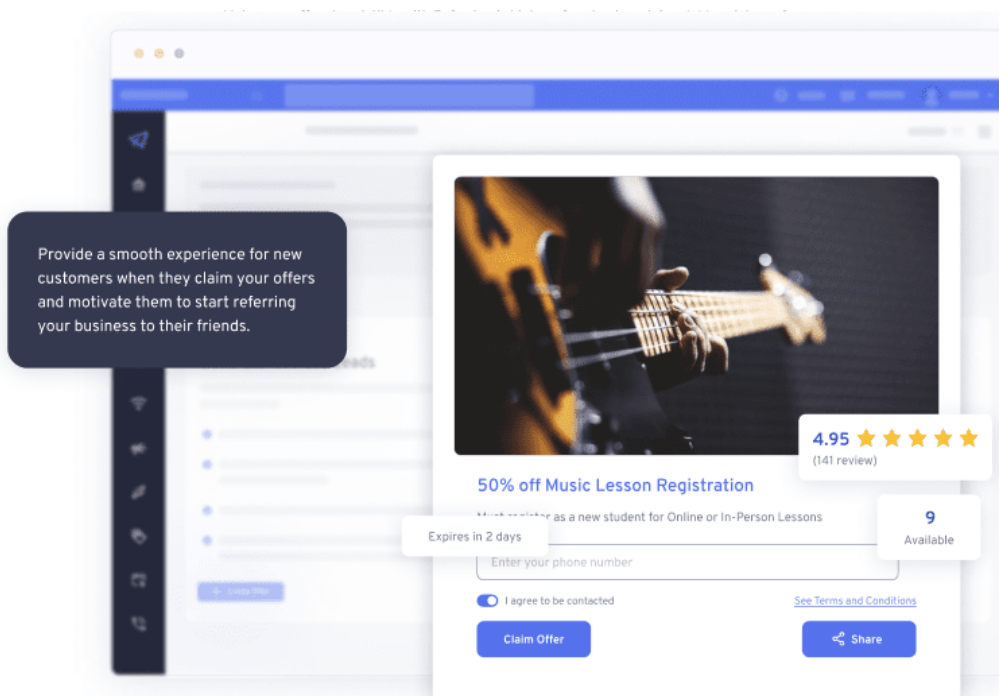 Provide a smooth experience for new
customers when they claim your offers
and motivate them to start referring
your business to their friends.
4.95
(141 review)
50% off Music Lesson Registration
Must register as a new student for Online or In-Person Lessons
9
Available
Expires in 2 days
Enter your phone number
I agree to be contacted
See Terms and Conditions
Claim Offer
Share